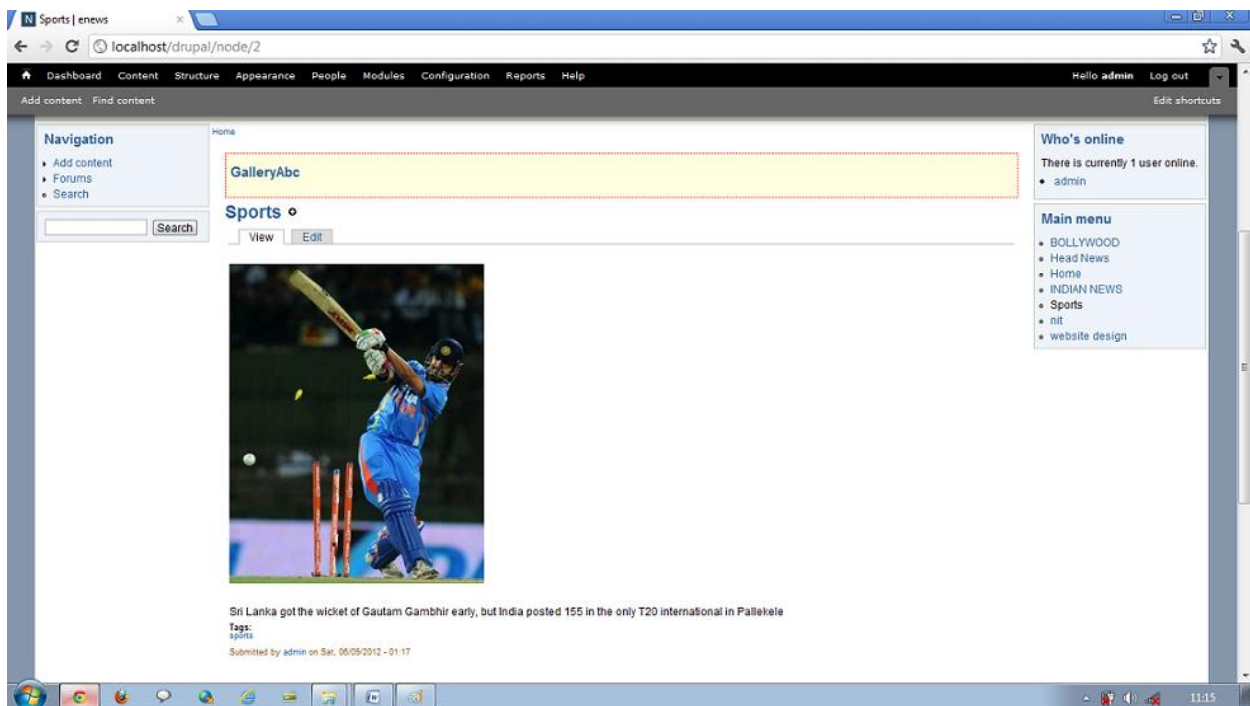 Sports | enews
localhost/drupal/node/2
Dashboard Content Structure Appearance People Modules Configuration Reports Help
Hello admin Log out
Add content Find content
Edit shortcuts
Navigation
Add content
Forums
Search
Search
Home
GalleryAbc
Sports
View Edit
Sri Lanka got the wicket of Gautam Gambhir early, but India posted 155 in the only T20 international in Pallekele
Tags:
sports
Submitted by admin on Sat, 06/09/2012 - 01:17
Who's online
There is currently 1 user online.
admin
Main menu
BOLLYWOOD
Head News
Home
INDIAN NEWS
Sports
nit
website design
11:15